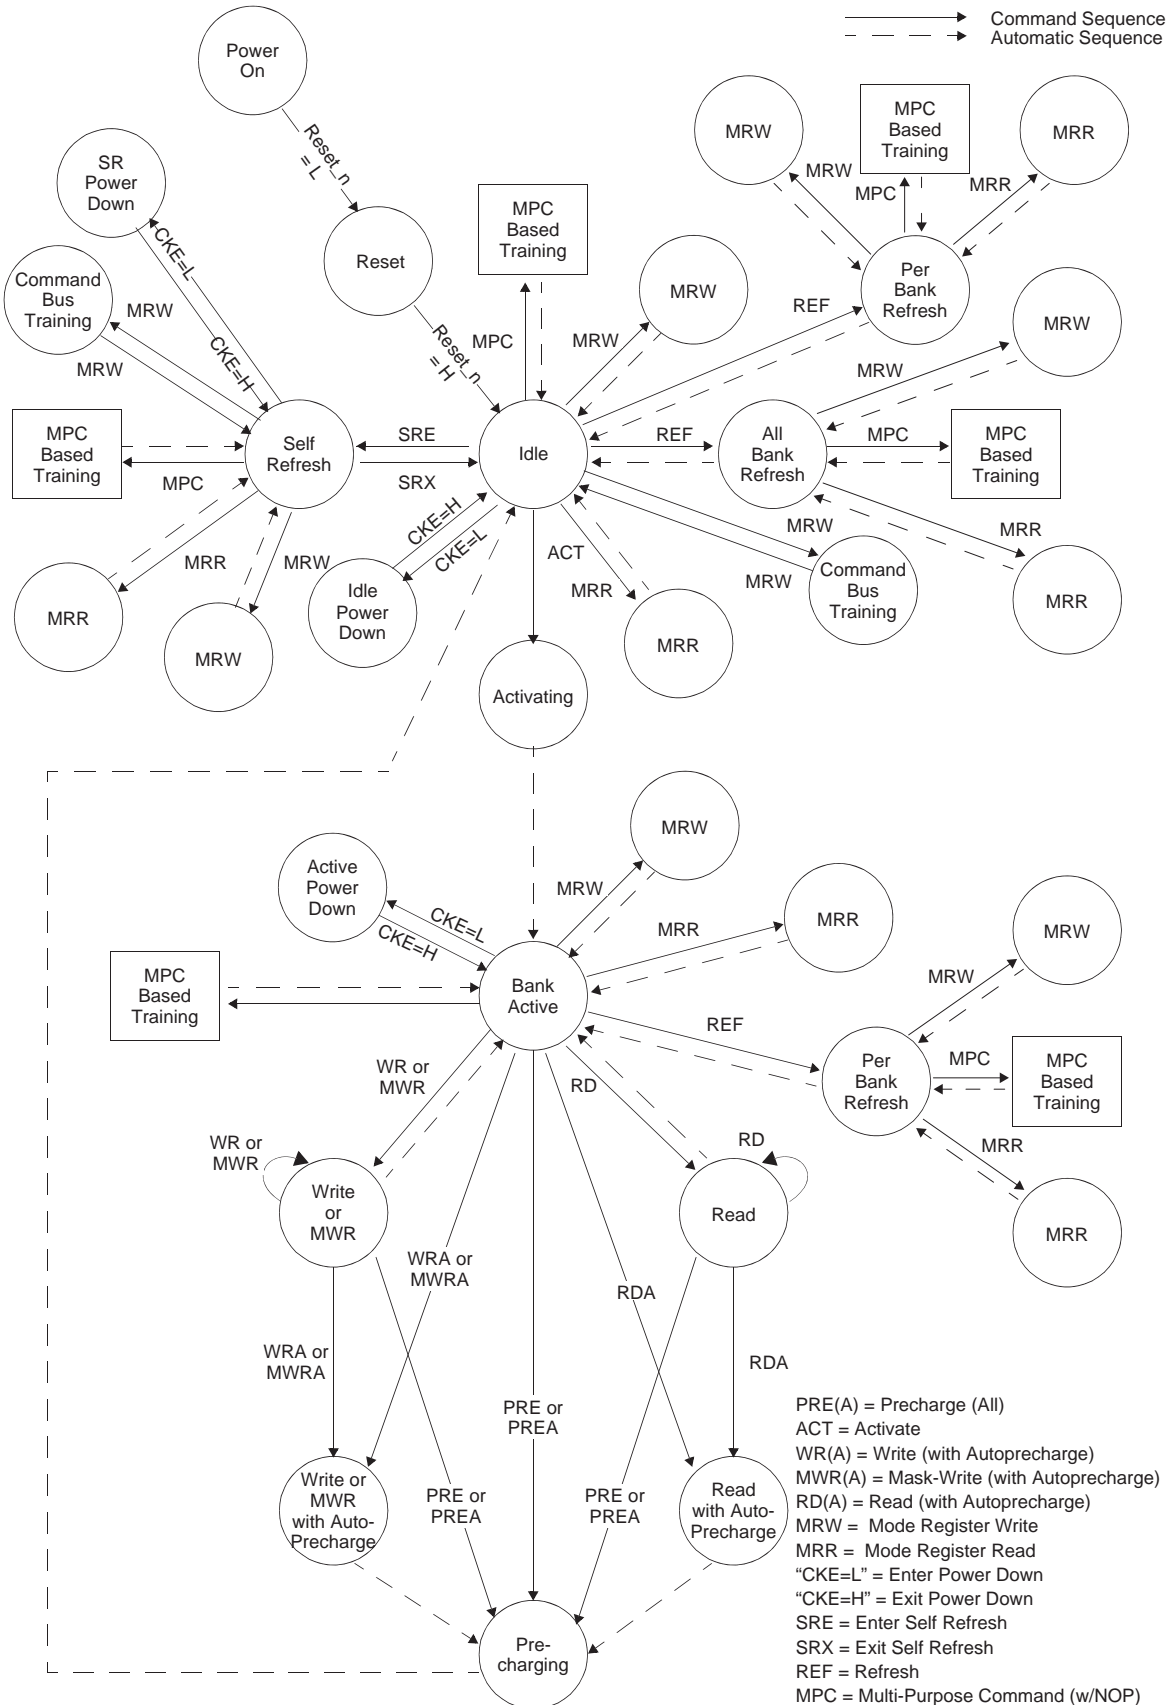 Command Sequence
Automatic Sequence
Power
On
Reset_n
= L
SR
Power
Down
CKE=L
CKE=H
Reset
Reset_n
= H
Command
Bus
Training
MRW
MRW
MPC
Based
Training
MPC
MPC
Based
Training
MRW
MRW
MRW
MRW
MPC
Based
Training
MPC
MRR
MRR
Per
Bank
Refresh
REF
MRW
MRW
Self
Refresh
MPC
Based
Training
MPC
SRE
SRX
Idle
REF
All
Bank
Refresh
MPC
MPC
Based
Training
MRR
MRR
MRW
MRW
CKE=H
CKE=L
Idle
Power
Down
ACT
MRR
MRR
MRW
MRW
Command
Bus
Training
MRR
MRR
Activating
Active
Power
Down
CKE=L
CKE=H
MRW
MRW
MRR
MRR
MPC
Based
Training
Bank
Active
REF
Per
Bank
Refresh
MRW
MRW
MPC
MPC
Based
Training
MRR
MRR
WR or
MWR
RD
WR or
MWR
Write
or
MWR
RD
Read
WRA or
MWRA
RDA
WRA or
MWRA
RDA
PRE or
PREA
Write or
MWR
with Auto-
Precharge
PRE or
PREA
PRE or
PREA
Read
with Auto-
Precharge
Pre-
charging
PRE(A) = Precharge (All)
ACT = Activate
WR(A) = Write (with Autoprecharge)
MWR(A) = Mask-Write (with Autoprecharge)
RD(A) = Read (with Autoprecharge)
MRW = Mode Register Write
MRR = Mode Register Read
“CKE=L” = Enter Power Down
“CKE=H” = Exit Power Down
SRE = Enter Self Refresh
SRX = Exit Self Refresh
REF = Refresh
MPC = Multi-Purpose Command (w/NOP)